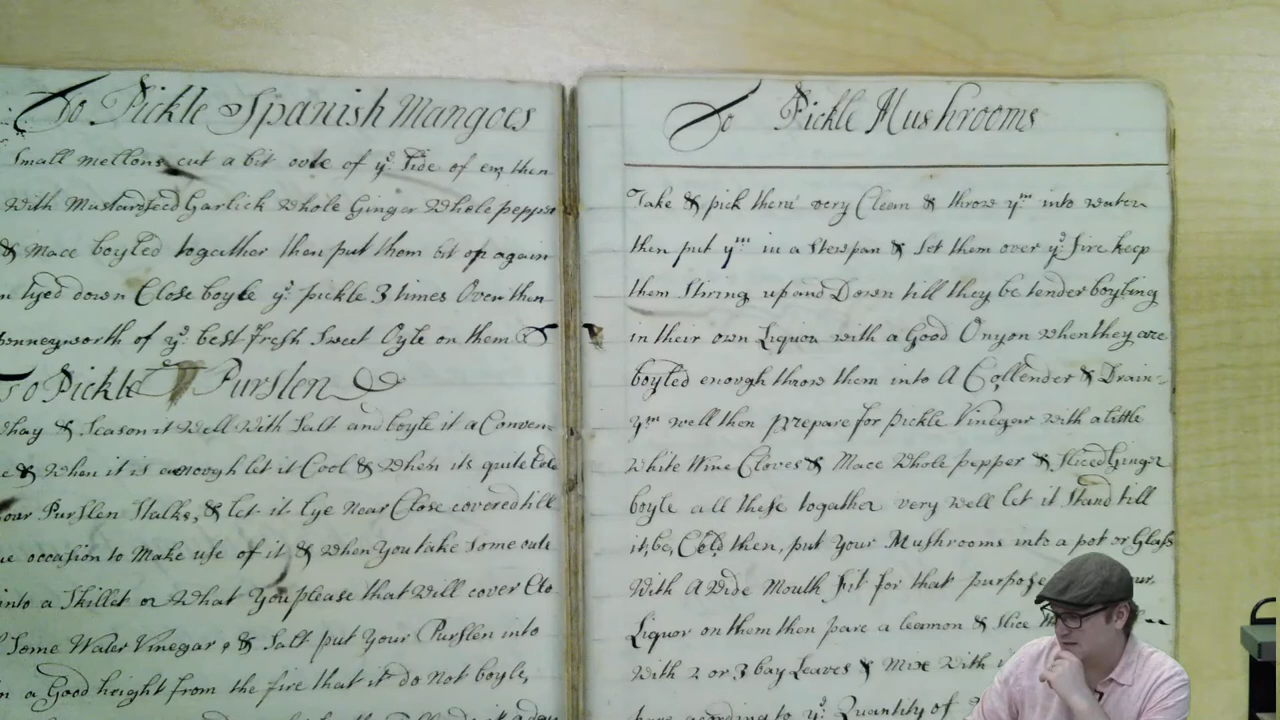 To Pickle Spanish Mangoes
Small mellons cut a bit oute of yᵉ side of em then
With Mustardseed Garlick Whole Ginger Whole pepper
& Mace boyled togather then put them bit op again
tyed down Close boyle yᵉ pickle 3 times Over then
penneyworth of yᵉ best fresh Sweet Oyle on them &
To Pickle Purslen
Whay & Season it Well With Salt and boyle it a Conven-
& When it is enough let it Cool & When its quite Cold
your Purslen Stalks, & let it lye Near Close covered till
occasion to Make use of it & When You take Some oute
into a Skillet or What You please that Will cover Clo
Some Water Vinegar & Salt put Your Purslen into
a Good height from the fire that it do Not boyle,
To Pickle Mushrooms
Take & pick them very Cleen & throw yᵐ into water
then put yᵐ in a stewpan & set them over yᵉ fire keep
them Stiring up and Down till they be tender boyling
in their own Liquor with a Good Onyon when they are
boyled enough throw them into A Collender & Drain-
yᵐ well then prepare for pickle Vinegar with a little
White Wine Cloves & Mace Whole pepper & Sliced Ginger
boyle all these togather very well let it Stand till
it be, Cold then, put Your Mushrooms into a pot or Glass
With A Wide Mouth fit for that purpose
Liquor on them then pare a leamon & Slice
With 2 or 3 bay Leaves & Mix With
acording to yᵉ Quantity of